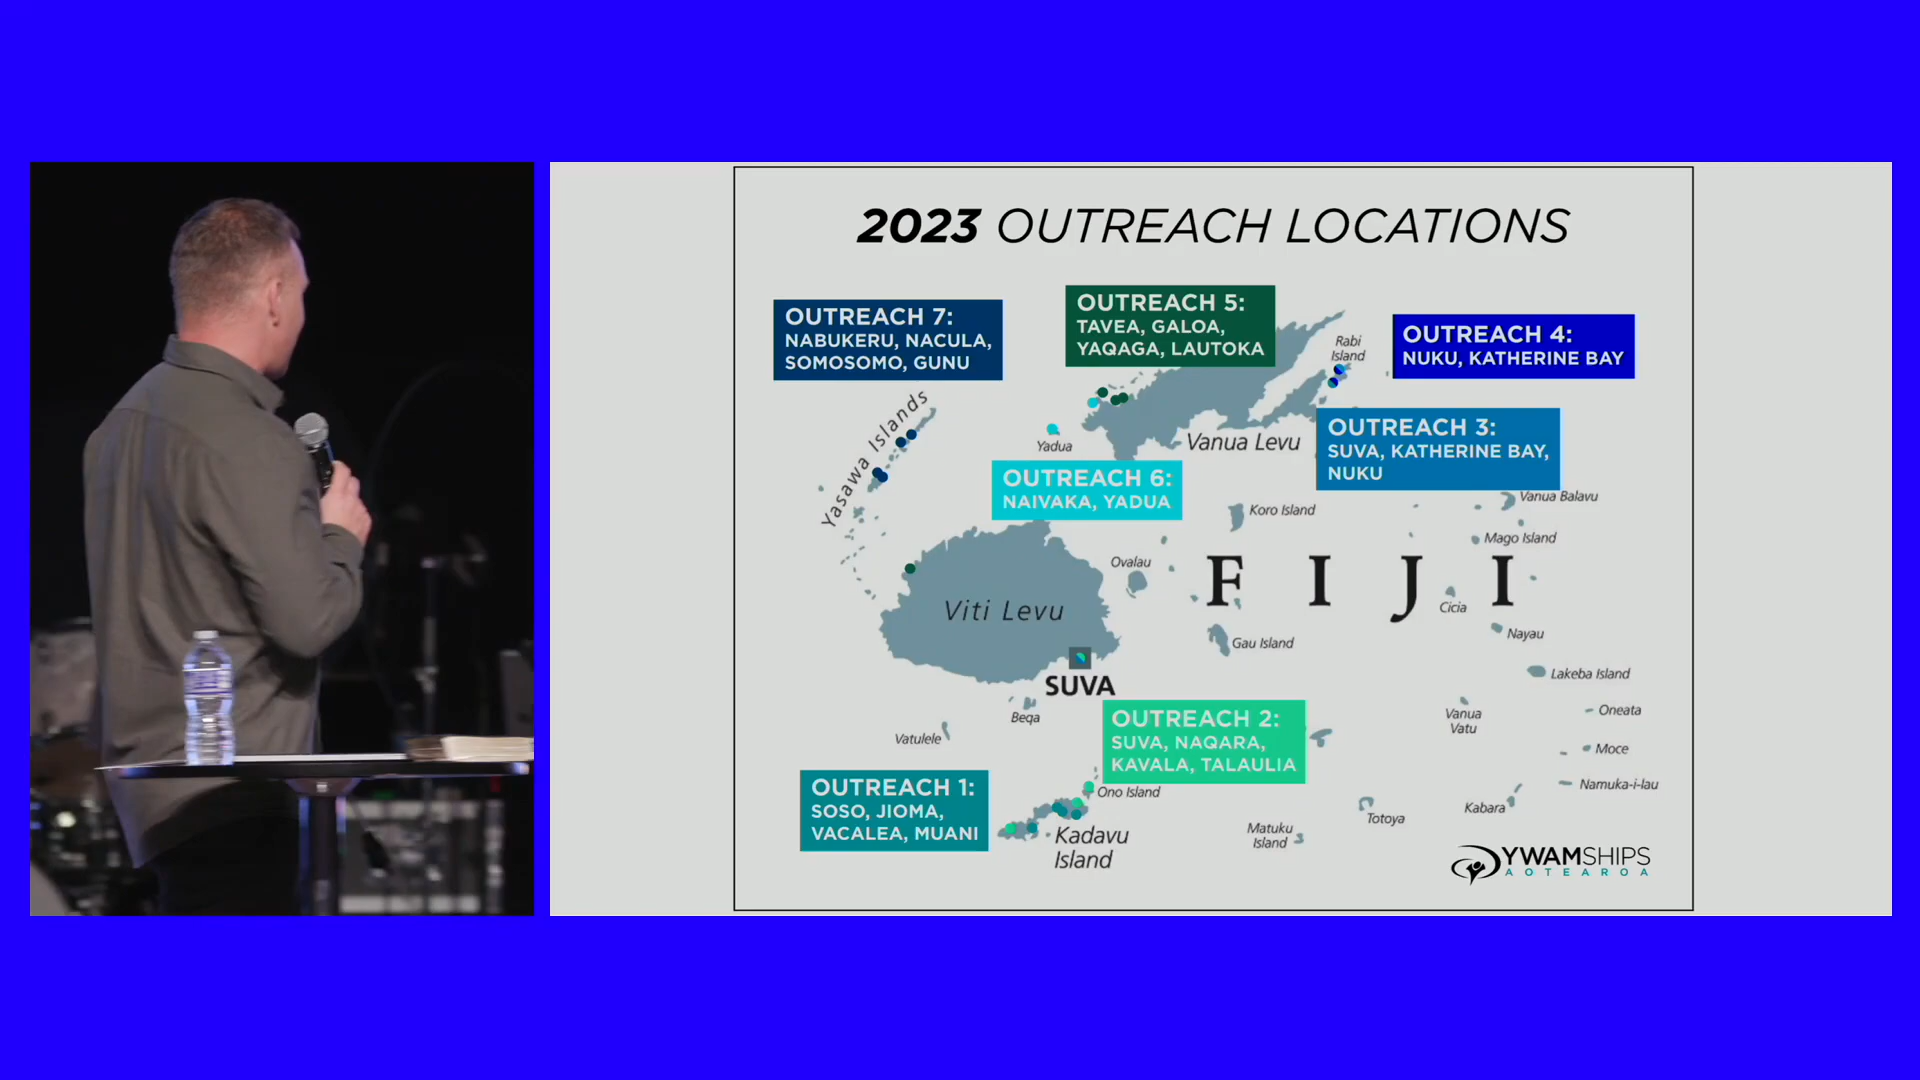 2023 OUTREACH LOCATIONS
OUTREACH 7:
NABUKERU, NACULA,
SOMOSOMO, GUNU
OUTREACH 5:
TAVEA, GALOA,
YAQAGA, LAUTOKA
Rabi
Island
OUTREACH 4:
NUKU, KATHERINE BAY
Yasawa Islands
Yadua
Vanua Levu
OUTREACH 3:
SUVA, KATHERINE BAY,
NUKU
OUTREACH 6:
NAIVAKA, YADUA
Koro Island
Vanua Balavu
Mago Island
Ovalau
FIJI
Cicia
Viti Levu
Nayau
Gau Island
Lakeba Island
SUVA
Beqa
Vatulele
OUTREACH 2:
SUVA, NAQARA,
KAVALA, TALAULIA
Vanua
Vatu
Oneata
Moce
Namuka-i-lau
OUTREACH 1:
SOSO, JIOMA,
VACALEA, MUANI
Ono Island
Kadavu
Island
Matuku
Island
Totoya
Kabara
YWAMSHIPS
AOTEAROA